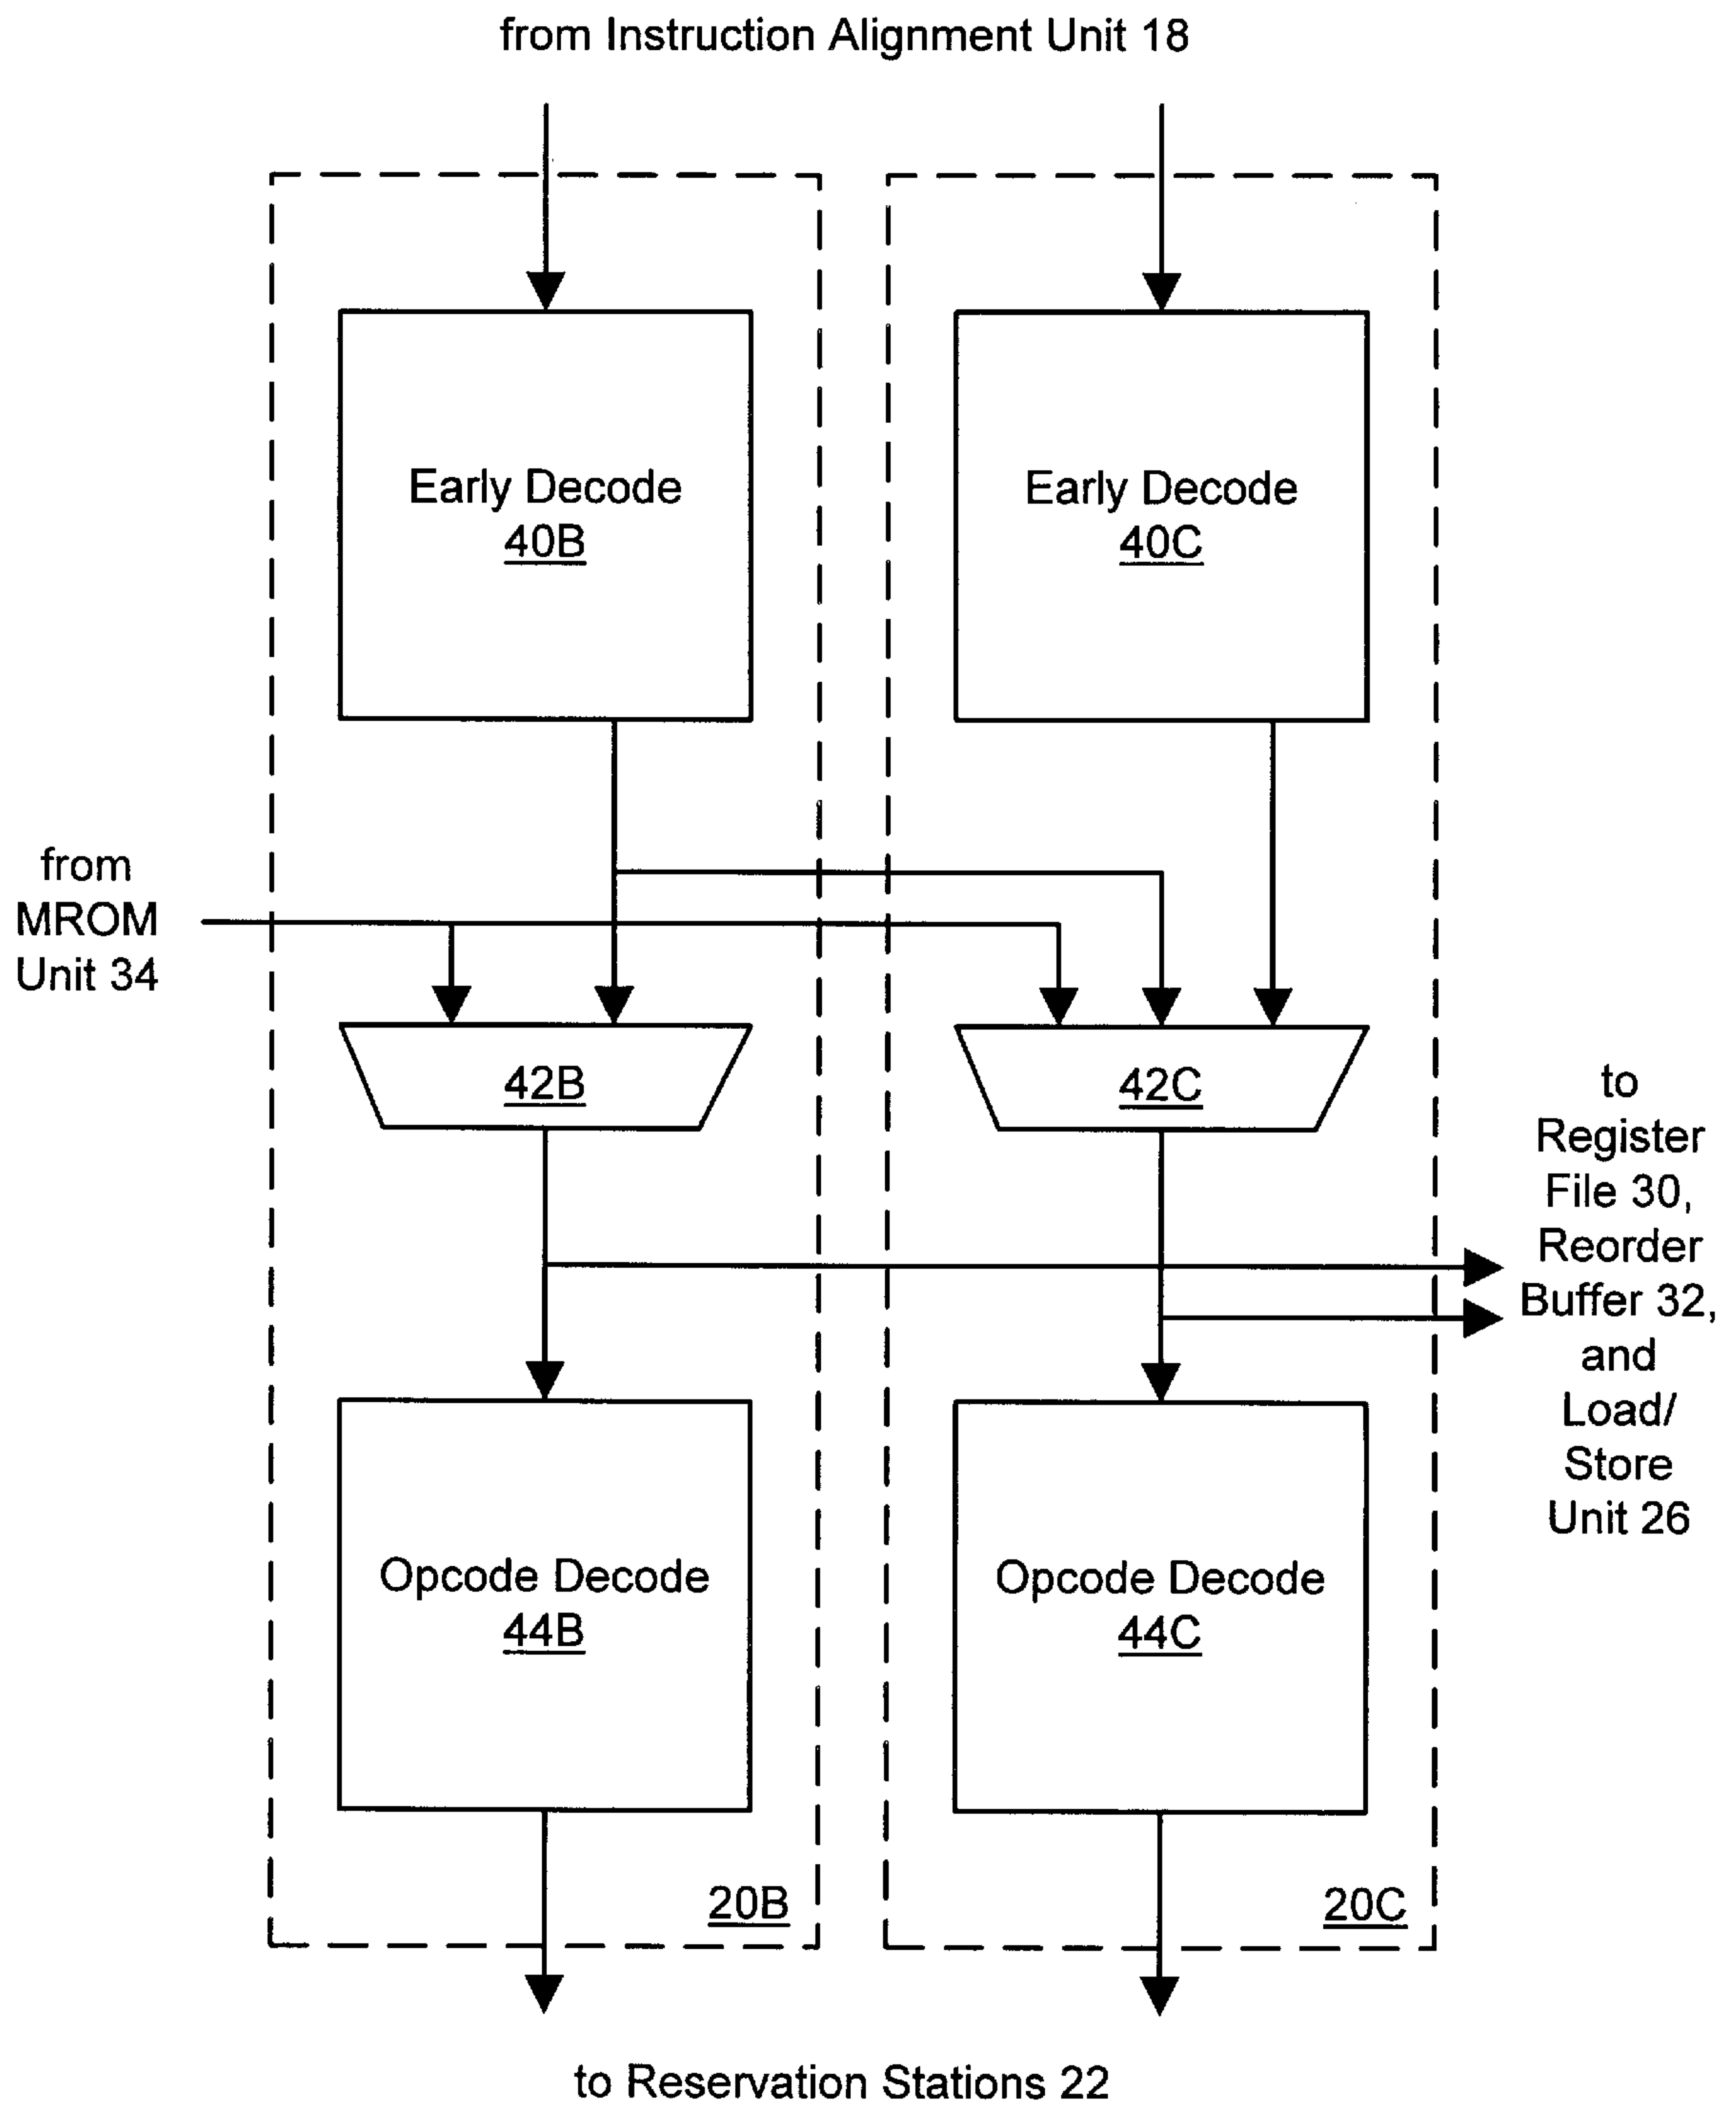 from Instruction Alignment Unit 18
Early Decode
40B
Early Decode
40C
from
MROM
Unit 34
42B
42C
to
Register
File 30,
Reorder
Buffer 32,
and
Load/
Store
Unit 26
Opcode Decode
44B
Opcode Decode
44C
20B
20C
to Reservation Stations 22